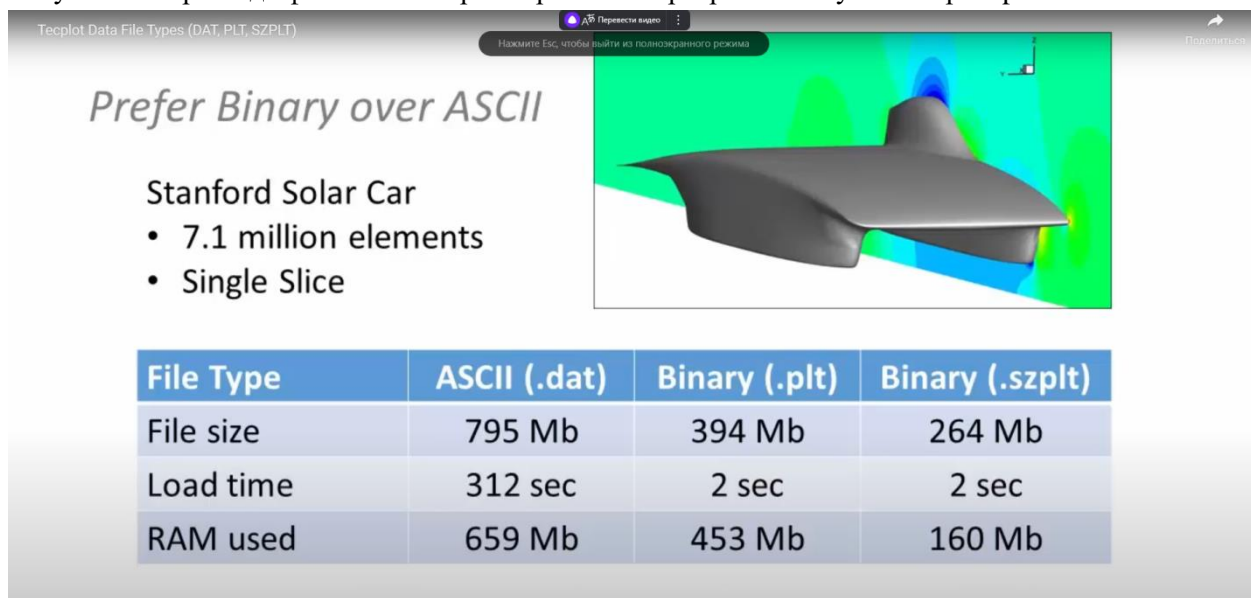 Tecplot Data File Types (DAT, PLT, SZPLT)
Перевести видео
Нажмите Esc, чтобы выйти из полноэкранного режима
Поделиться
Prefer Binary over ASCII
Stanford Solar Car
• 7.1 million elements
• Single Slice
File Type ASCII (.dat) Binary (.plt) Binary (.szplt)
File size 795 Mb 394 Mb 264 Mb
Load time 312 sec 2 sec 2 sec
RAM used 659 Mb 453 Mb 160 Mb